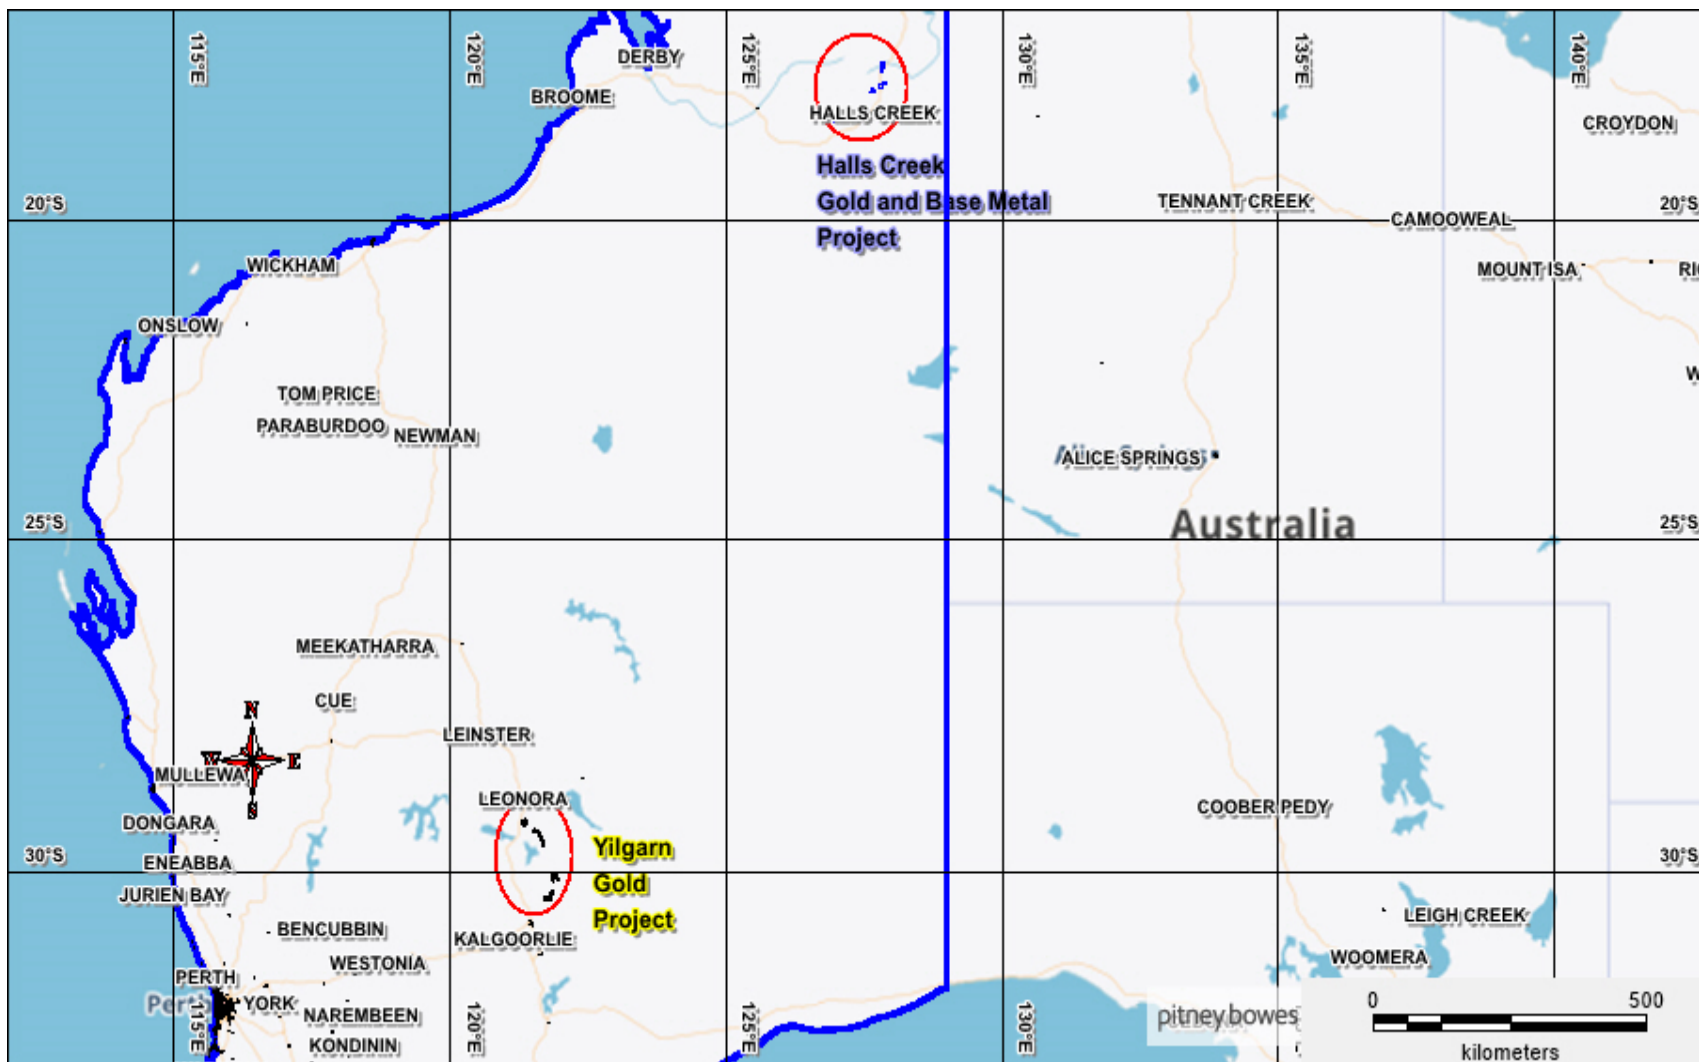 115°E
120°E
125°E
130°E
135°E
140°E
DERBY
BROOME
HALLS CREEK
CROYDON
Halls Creek
Gold and Base Metal
Project
20°S
TENNANT CREEK
20°S
CAMOOWEAL
WICKHAM
MOUNT ISA
RI
ONSLOW
W
TOM PRICE
PARABURDOO
NEWMAN
ALICE SPRINGS
25°S
Australia
25°S
MEEKATHARRA
CUE
N
LEINSTER
W
E
MULLEWA
S
LEONORA
COOBER PEDY
DONGARA
Yilgarn
Gold
Project
30°S
ENEABBA
30°S
JURIEN BAY
LEIGH CREEK
BENCUBBIN
KALGOORLIE
WESTONIA
WOOMERA
PERTH
Perth
YORK
NAREMBEEN
KONDININ
115°E
120°E
125°E
130°E
135°E
pitney bowes
0
500
kilometers